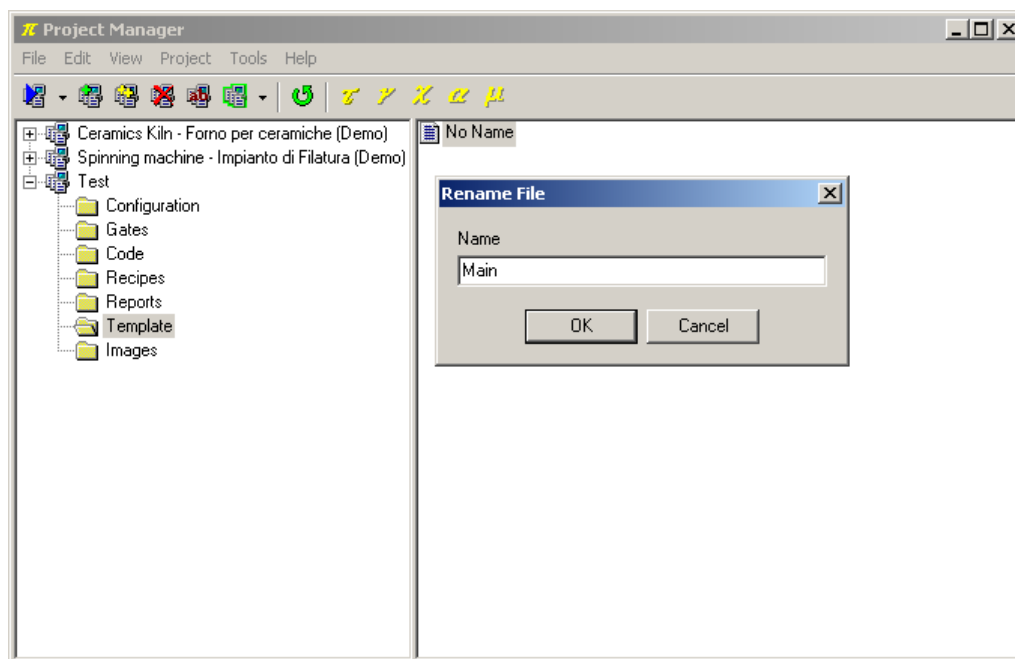 π Project Manager
File Edit View Project Tools Help
τ γ χ α μ
Ceramics Kiln - Forno per ceramiche (Demo)
Spinning machine - Impianto di Filatura (Demo)
Test
Configuration
Gates
Code
Recipes
Reports
Template
Images
No Name
Rename File
Name
Main
OK Cancel